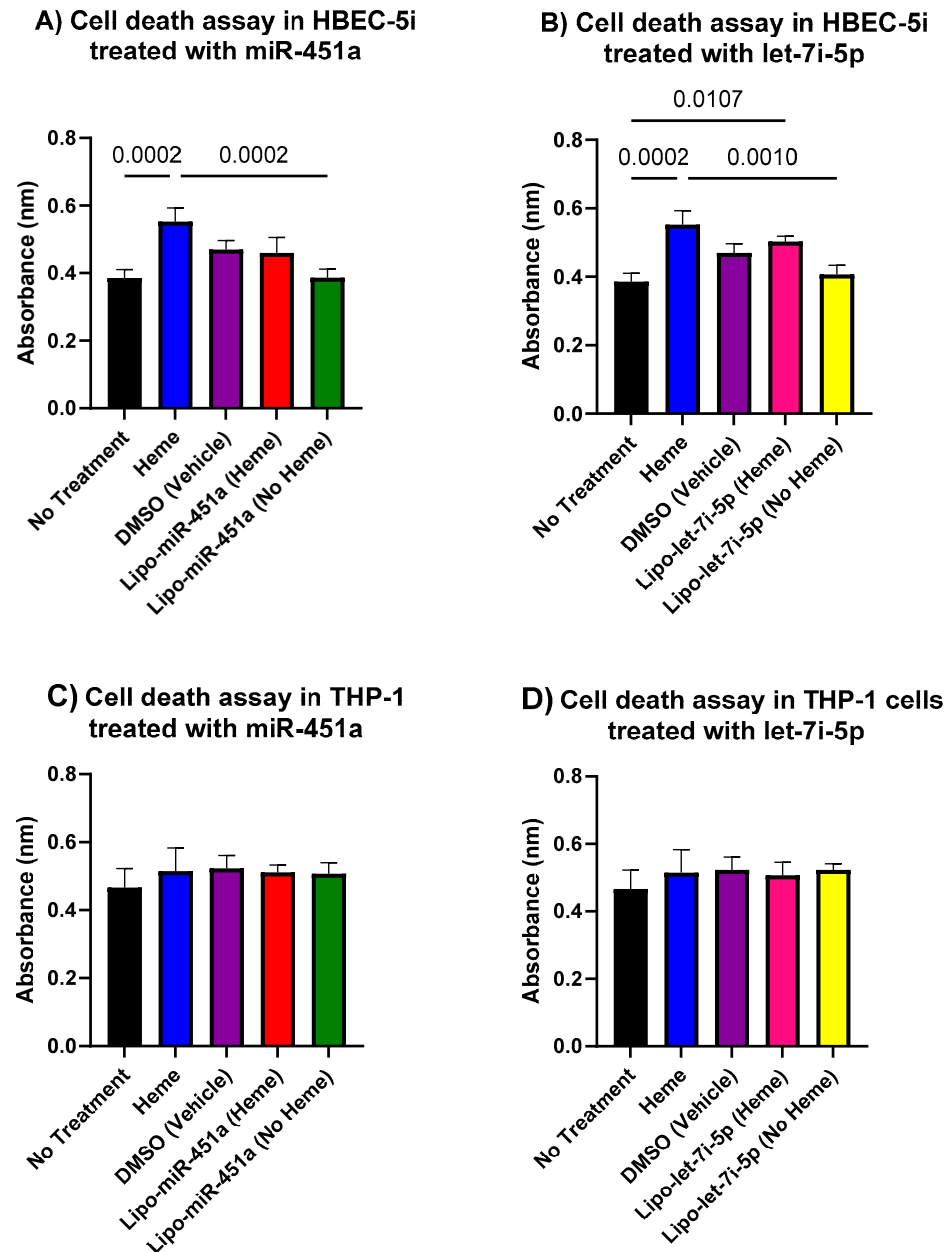 A) Cell death assay in HBEC-5i
treated with miR-451a
0.0002 0.0002
Absorbance (nm)
0.8
0.6
0.4
0.2
0.0
No Treatment
Heme
DMSO (Vehicle)
Lipo-miR-451a (Heme)
Lipo-miR-451a (No Heme)
B) Cell death assay in HBEC-5i
treated with let-7i-5p
0.0107
0.0002 0.0010
Absorbance (nm)
0.8
0.6
0.4
0.2
0.0
No Treatment
Heme
DMSO (Vehicle)
Lipo-let-7i-5p (Heme)
Lipo-let-7i-5p (No Heme)
C) Cell death assay in THP-1
treated with miR-451a
Absorbance (nm)
0.8
0.6
0.4
0.2
0.0
No Treatment
Heme
DMSO (Vehicle)
Lipo-miR-451a (Heme)
Lipo-miR-451a (No Heme)
D) Cell death assay in THP-1 cells
treated with let-7i-5p
Absorbance (nm)
0.8
0.6
0.4
0.2
0.0
No Treatment
Heme
DMSO (Vehicle)
Lipo-let-7i-5p (Heme)
Lipo-let-7i-5p (No Heme)